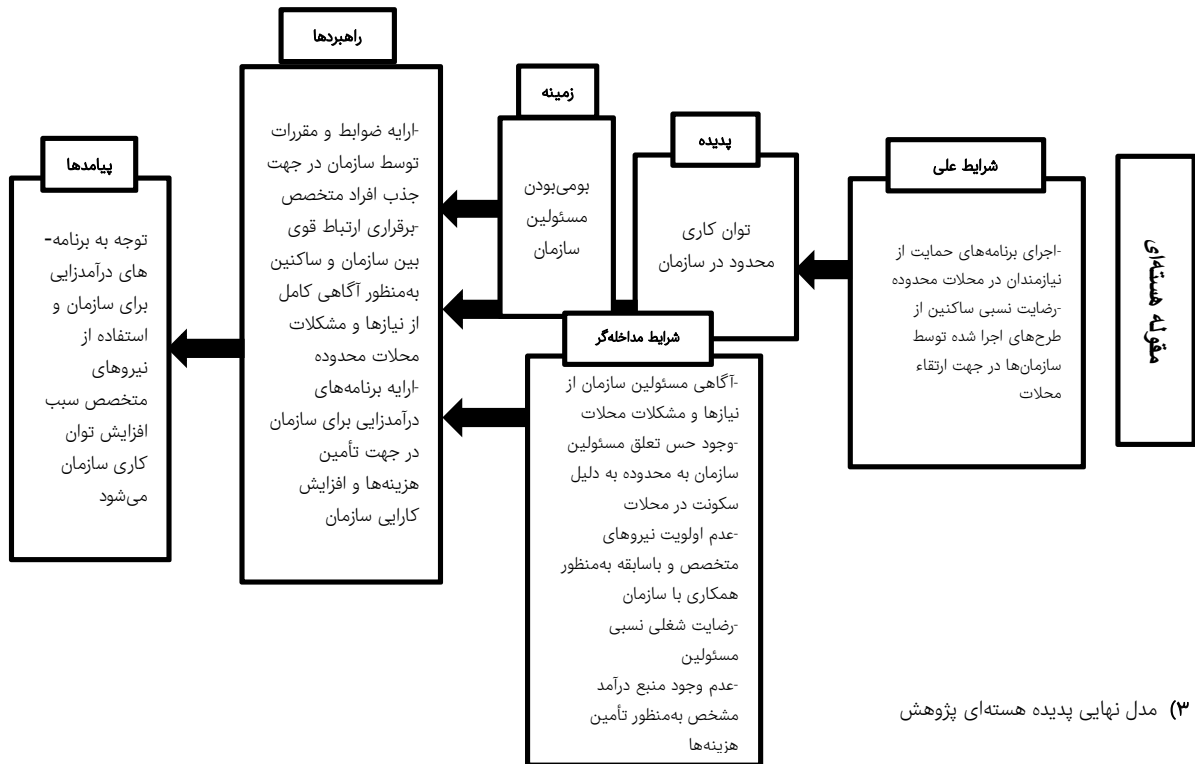 مقوله هسته‌ای
شرایط علی
-اجرای برنامه‌های حمایت از
نیازمندان در محلات محدوده
-رضایت نسبی ساکنین از
طرح‌های اجرا شده توسط
سازمان‌ها در جهت ارتقاء
محلات
پدیده
توان کاری
محدود در سازمان
زمینه
بومی‌بودن
مسئولین
سازمان
شرایط مداخله‌گر
-آگاهی مسئولین سازمان از
نیازها و مشکلات محلات
-وجود حس تعلق مسئولین
سازمان به محدوده به دلیل
سکونت در محلات
-عدم اولویت نیروهای
متخصص و باسابقه به‌منظور
همکاری با سازمان
-رضایت شغلی نسبی
مسئولین
-عدم وجود منبع درآمد
مشخص به‌منظور تأمین
هزینه‌ها
راهبردها
-ارایه ضوابط و مقررات
توسط سازمان در جهت
جذب افراد متخصص
-برقراری ارتباط قوی
بین سازمان و ساکنین
به‌منظور آگاهی کامل
از نیازها و مشکلات
محلات محدوده
-ارایه برنامه‌های
درآمدزایی برای سازمان
در جهت تأمین
هزینه‌ها و افزایش
کارایی سازمان
پیامدها
توجه به برنامه-
های درآمدزایی
برای سازمان و
استفاده از
نیروهای
متخصص سبب
افزایش توان
کاری سازمان
می‌شود
۳) مدل نهایی پدیده هسته‌ای پژوهش